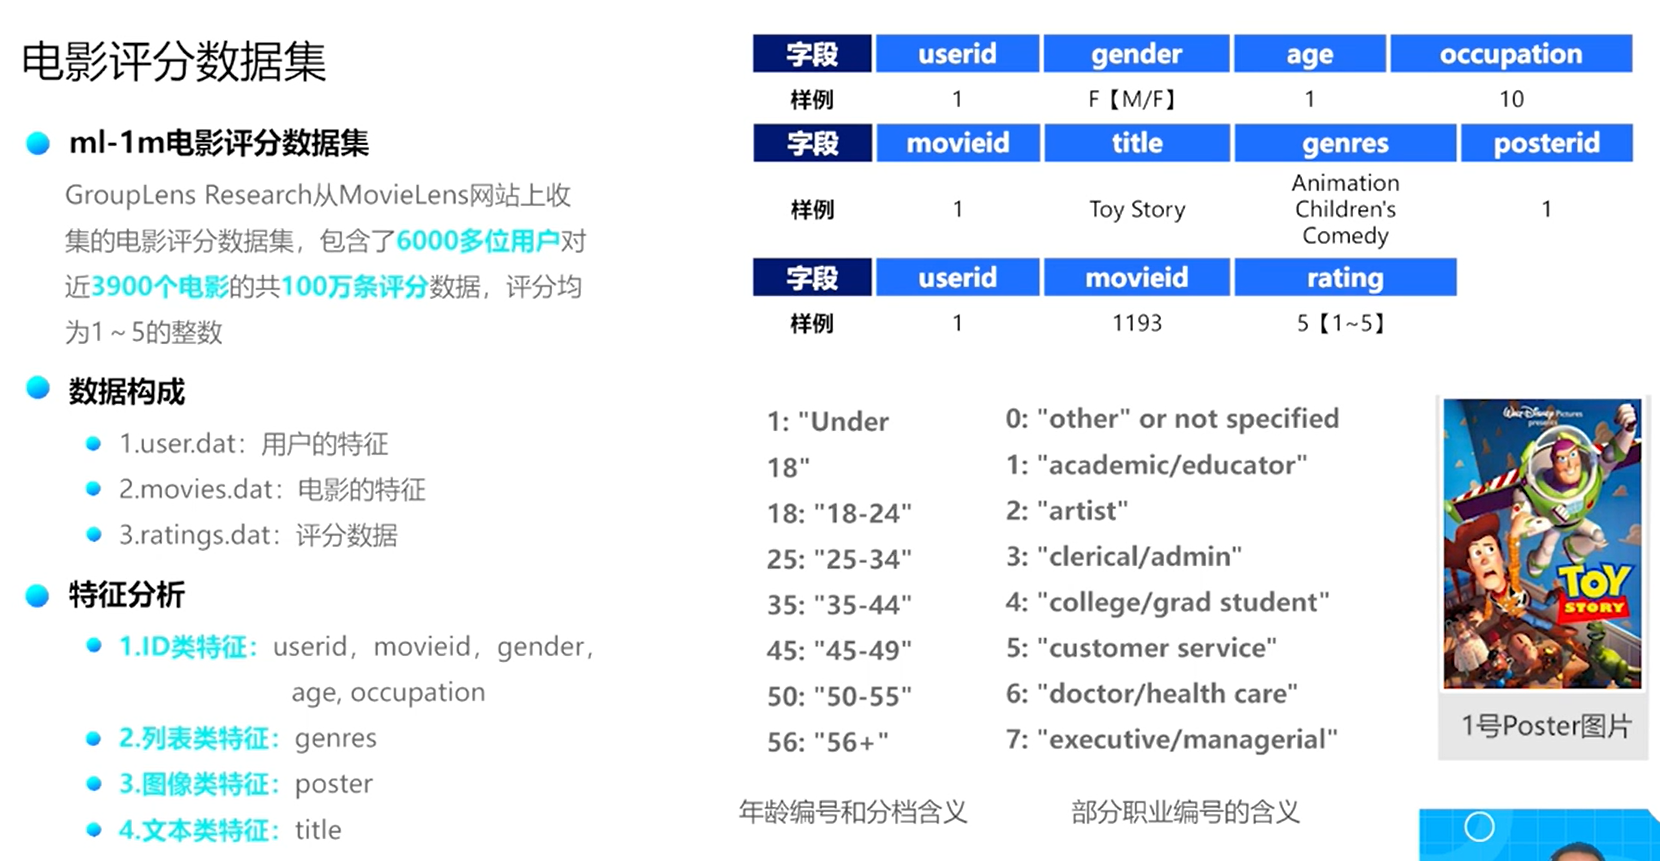 电影评分数据集
ml-1m电影评分数据集
GroupLens Research从MovieLens网站上收
集的电影评分数据集，包含了6000多位用户对
近3900个电影的共100万条评分数据，评分均
为1～5的整数
数据构成
1.user.dat：用户的特征
2.movies.dat：电影的特征
3.ratings.dat：评分数据
特征分析
1.ID类特征：userid，movieid，gender，
age, occupation
2.列表类特征：genres
3.图像类特征：poster
4.文本类特征：title
字段 userid gender age occupation
样例 1 F【M/F】 1 10
字段 movieid title genres posterid
样例 1 Toy Story Animation Children's Comedy 1
字段 userid movieid rating
样例 1 1193 5【1~5】
1: "Under
18"
18: "18-24"
25: "25-34"
35: "35-44"
45: "45-49"
50: "50-55"
56: "56+"
年龄编号和分档含义
0: "other" or not specified
1: "academic/educator"
2: "artist"
3: "clerical/admin"
4: "college/grad student"
5: "customer service"
6: "doctor/health care"
7: "executive/managerial"
部分职业编号的含义
Walt Disney Pictures
presents
TOY
STORY
1号Poster图片